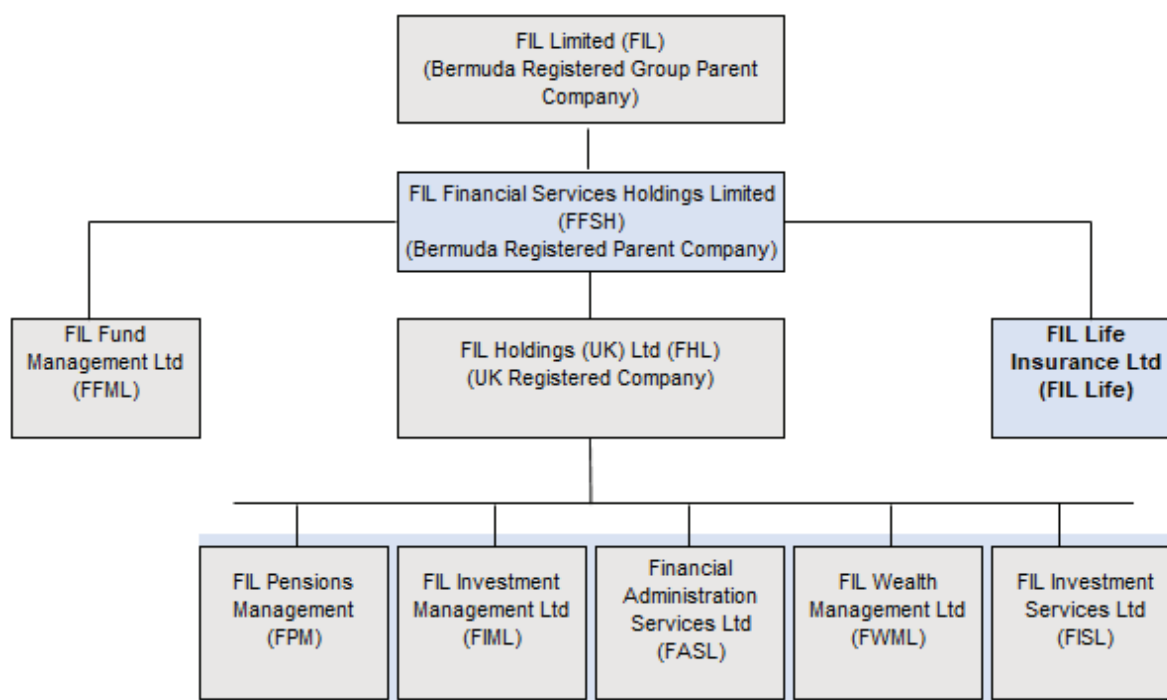 FIL Limited (FIL)
(Bermuda Registered Group Parent
Company)
FIL Financial Services Holdings Limited
(FFSH)
(Bermuda Registered Parent Company)
FIL Fund
Management Ltd
(FFML)
FIL Holdings (UK) Ltd (FHL)
(UK Registered Company)
FIL Life
Insurance Ltd
(FIL Life)
FIL Pensions
Management
(FPM)
FIL Investment
Management Ltd
(FIML)
Financial
Administration
Services Ltd
(FASL)
FIL Wealth
Management Ltd
(FWML)
FIL Investment
Services Ltd
(FISL)